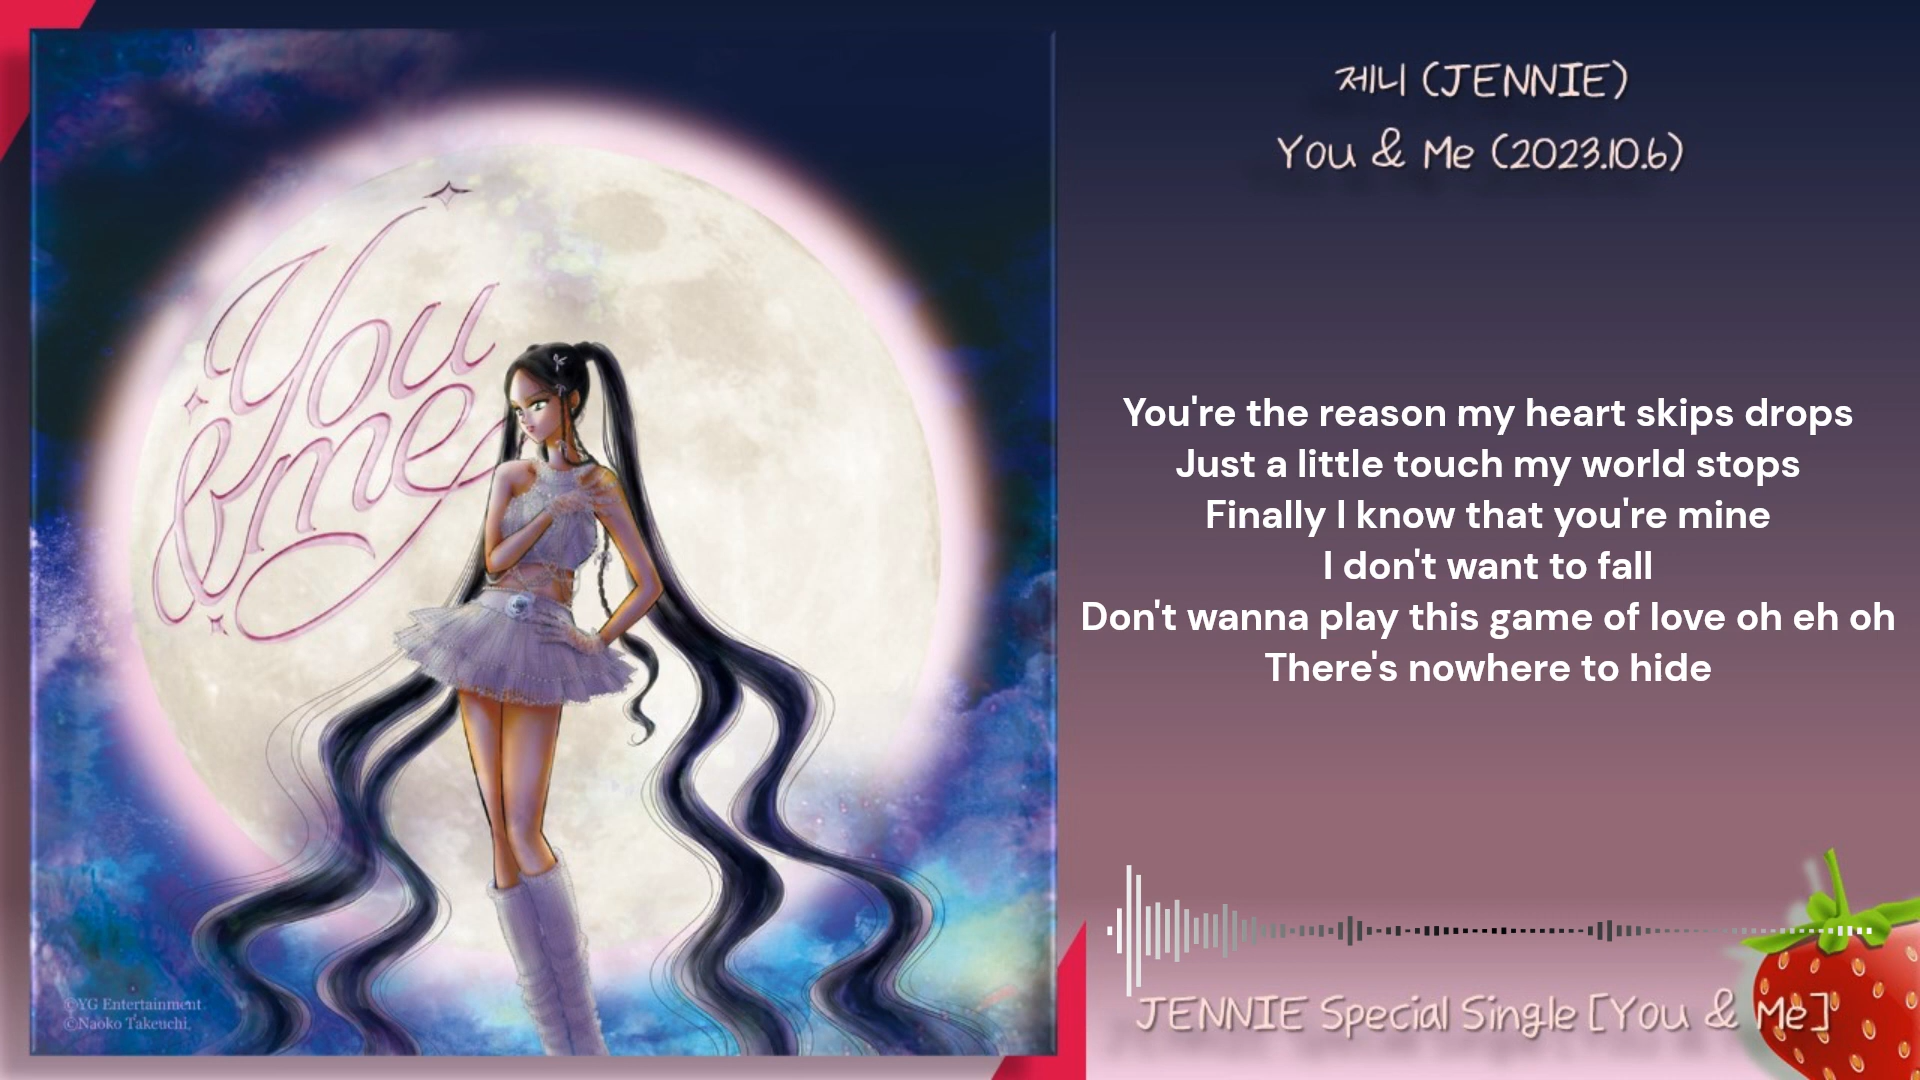 You
& me
©YG Entertainment
©Naoko Takeuchi
제니 (JENNIE)
You & Me (2023.10.6)
You're the reason my heart skips drops
Just a little touch my world stops
Finally I know that you're mine
I don't want to fall
Don't wanna play this game of love oh eh oh
There's nowhere to hide
JENNIE Special Single [You & Me]